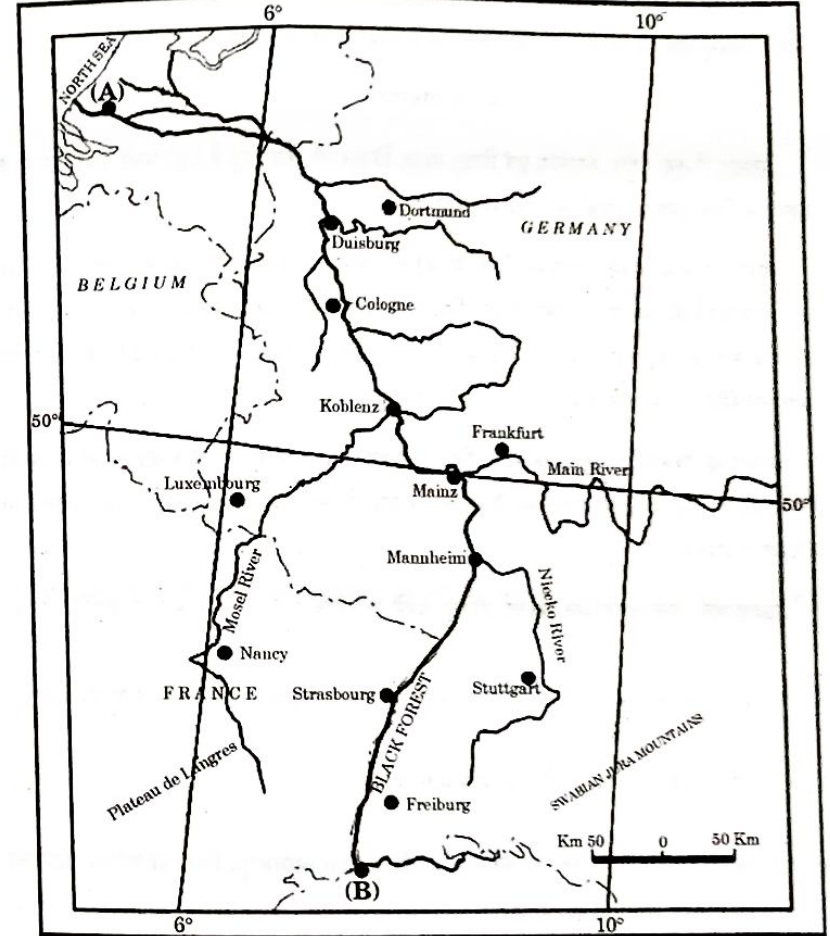 6°
10°
NORTH SEA
(A)
Dortmund
GERMANY
Duisburg
BELGIUM
Cologne
Koblenz
50°
Frankfurt
Main River
Luxembourg
Mainz
50°
Mannheim
Mosel River
Necko River
Nancy
FRANCE
Strasbourg
Stuttgart
BLACK FOREST
SWABIAN JURA MOUNTAINS
Plateau de Langres
Freiburg
Km 50 0 50 Km
(B)
6°
10°